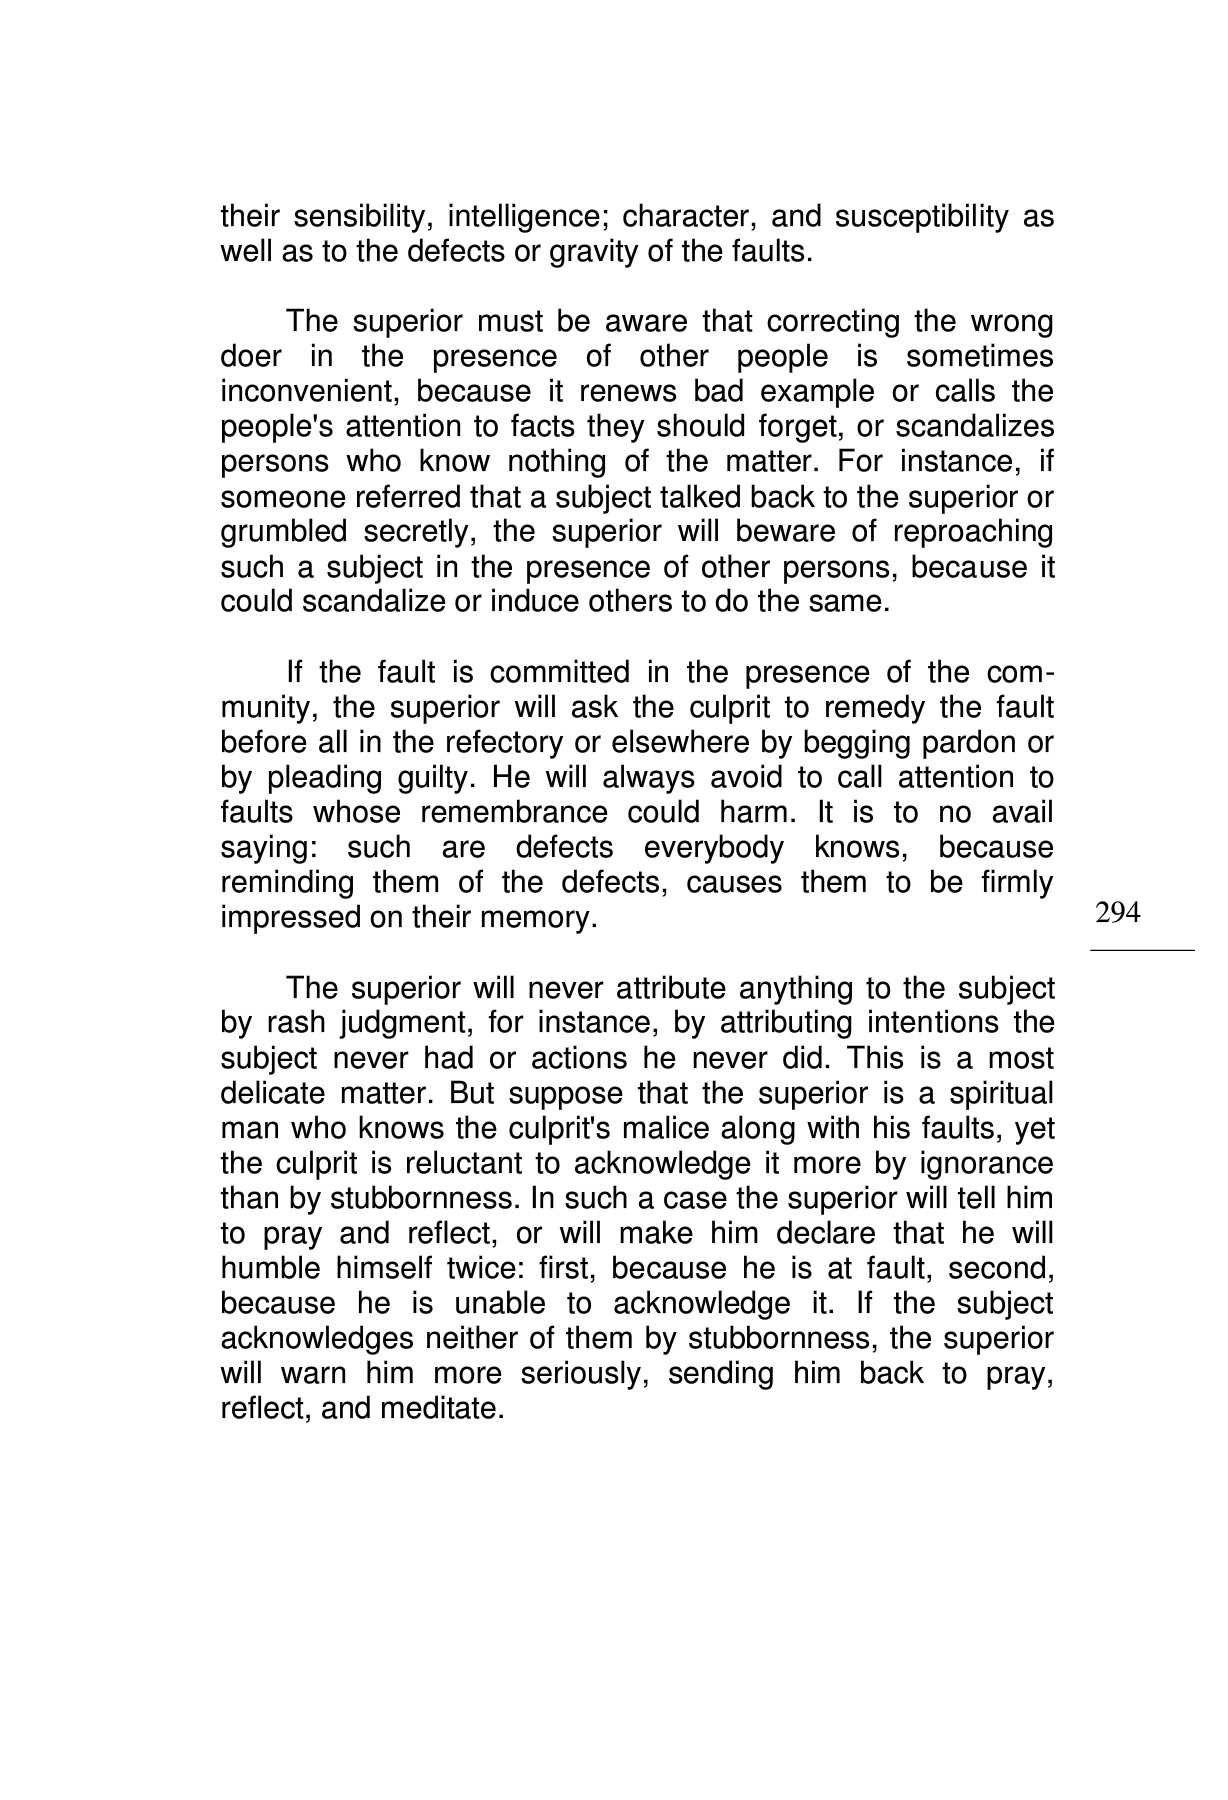 their sensibility, intelligence; character, and susceptibility as
well as to the defects or gravity of the faults.
The superior must be aware that correcting the wrong
doer in the presence of other people is sometimes
inconvenient, because it renews bad example or calls the
people's attention to facts they should forget, or scandalizes
persons who know nothing of the matter. For instance, if
someone referred that a subject talked back to the superior or
grumbled secretly, the superior will beware of reproaching
such a subject in the presence of other persons, because it
could scandalize or induce others to do the same.
If the fault is committed in the presence of the com-
munity, the superior will ask the culprit to remedy the fault
before all in the refectory or elsewhere by begging pardon or
by pleading guilty. He will always avoid to call attention to
faults whose remembrance could harm. It is to no avail
saying: such are defects everybody knows, because
reminding them of the defects, causes them to be firmly
impressed on their memory.
294
The superior will never attribute anything to the subject
by rash judgment, for instance, by attributing intentions the
subject never had or actions he never did. This is a most
delicate matter. But suppose that the superior is a spiritual
man who knows the culprit's malice along with his faults, yet
the culprit is reluctant to acknowledge it more by ignorance
than by stubbornness. In such a case the superior will tell him
to pray and reflect, or will make him declare that he will
humble himself twice: first, because he is at fault, second,
because he is unable to acknowledge it. If the subject
acknowledges neither of them by stubbornness, the superior
will warn him more seriously, sending him back to pray,
reflect, and meditate.